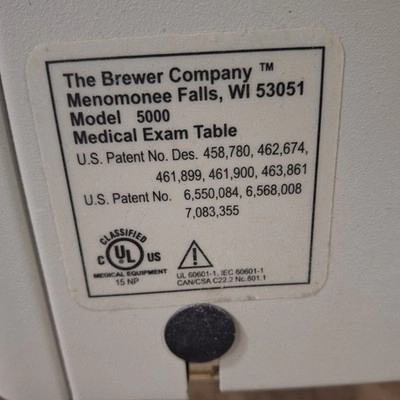 The Brewer Company ™
Menomonee Falls, WI 53051
Model 5000
Medical Exam Table
U.S. Patent No. Des. 458,780, 462,674,
461,899, 461,900, 463,861
U.S. Patent No. 6,550,084, 6,568,008
7,083,355
CLASSIFIED
C UL US
MEDICAL EQUIPMENT
15 NP
UL 60601-1, IEC 60601-1
CAN/CSA C22.2 No.601.1